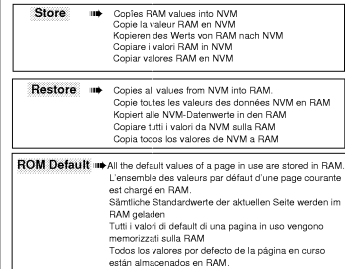 Store ➠ Copies RAM values into NVM
Copie la valeur RAM en NVM
Kopieren des Werts von RAM nach NVM
Copiare i valori RAM in NVM
Copiar valores RAM en NVM
Restore ➠ Copies al values from NVM into RAM.
Copie toutes les valeurs des données NVM en RAM
Kopiert alle NVM-Datenwerte in den RAM
Copiare tutti i valori da NVM sulla RAM
Copia todos los valores de NVM a RAM
ROM Default ➠ All the default values of a page in use are stored in RAM.
L'ensemble des valeurs par défaut d'une page courante
est chargé en RAM.
Sämtliche Standardwerte der aktuellen Seite werden im
RAM geladen
Tutti i valori di default di una pagina in uso vengono
memorizzati sulla RAM
Todos los valores por defecto de la página en curso
están almacenados en RAM.